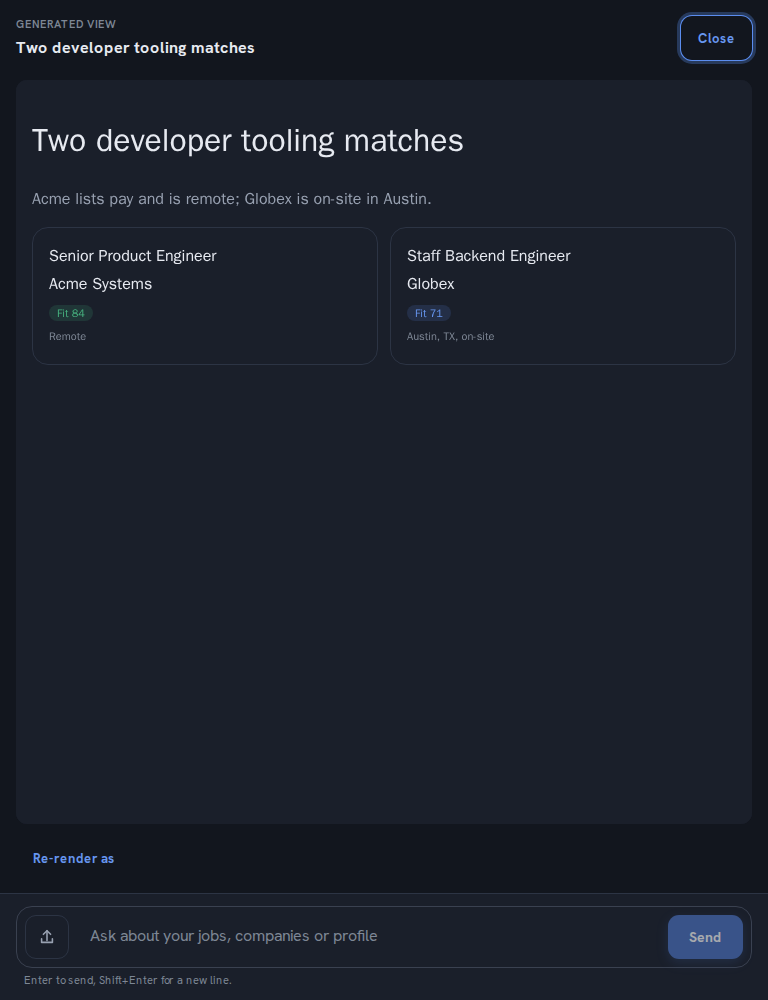 GENERATED VIEW
Two developer tooling matches
Close
Two developer tooling matches
Acme lists pay and is remote; Globex is on-site in Austin.
Senior Product Engineer
Acme Systems
Fit 84
Remote
Staff Backend Engineer
Globex
Fit 71
Austin, TX, on-site
Re-render as
Ask about your jobs, companies or profile
Send
Enter to send, Shift+Enter for a new line.